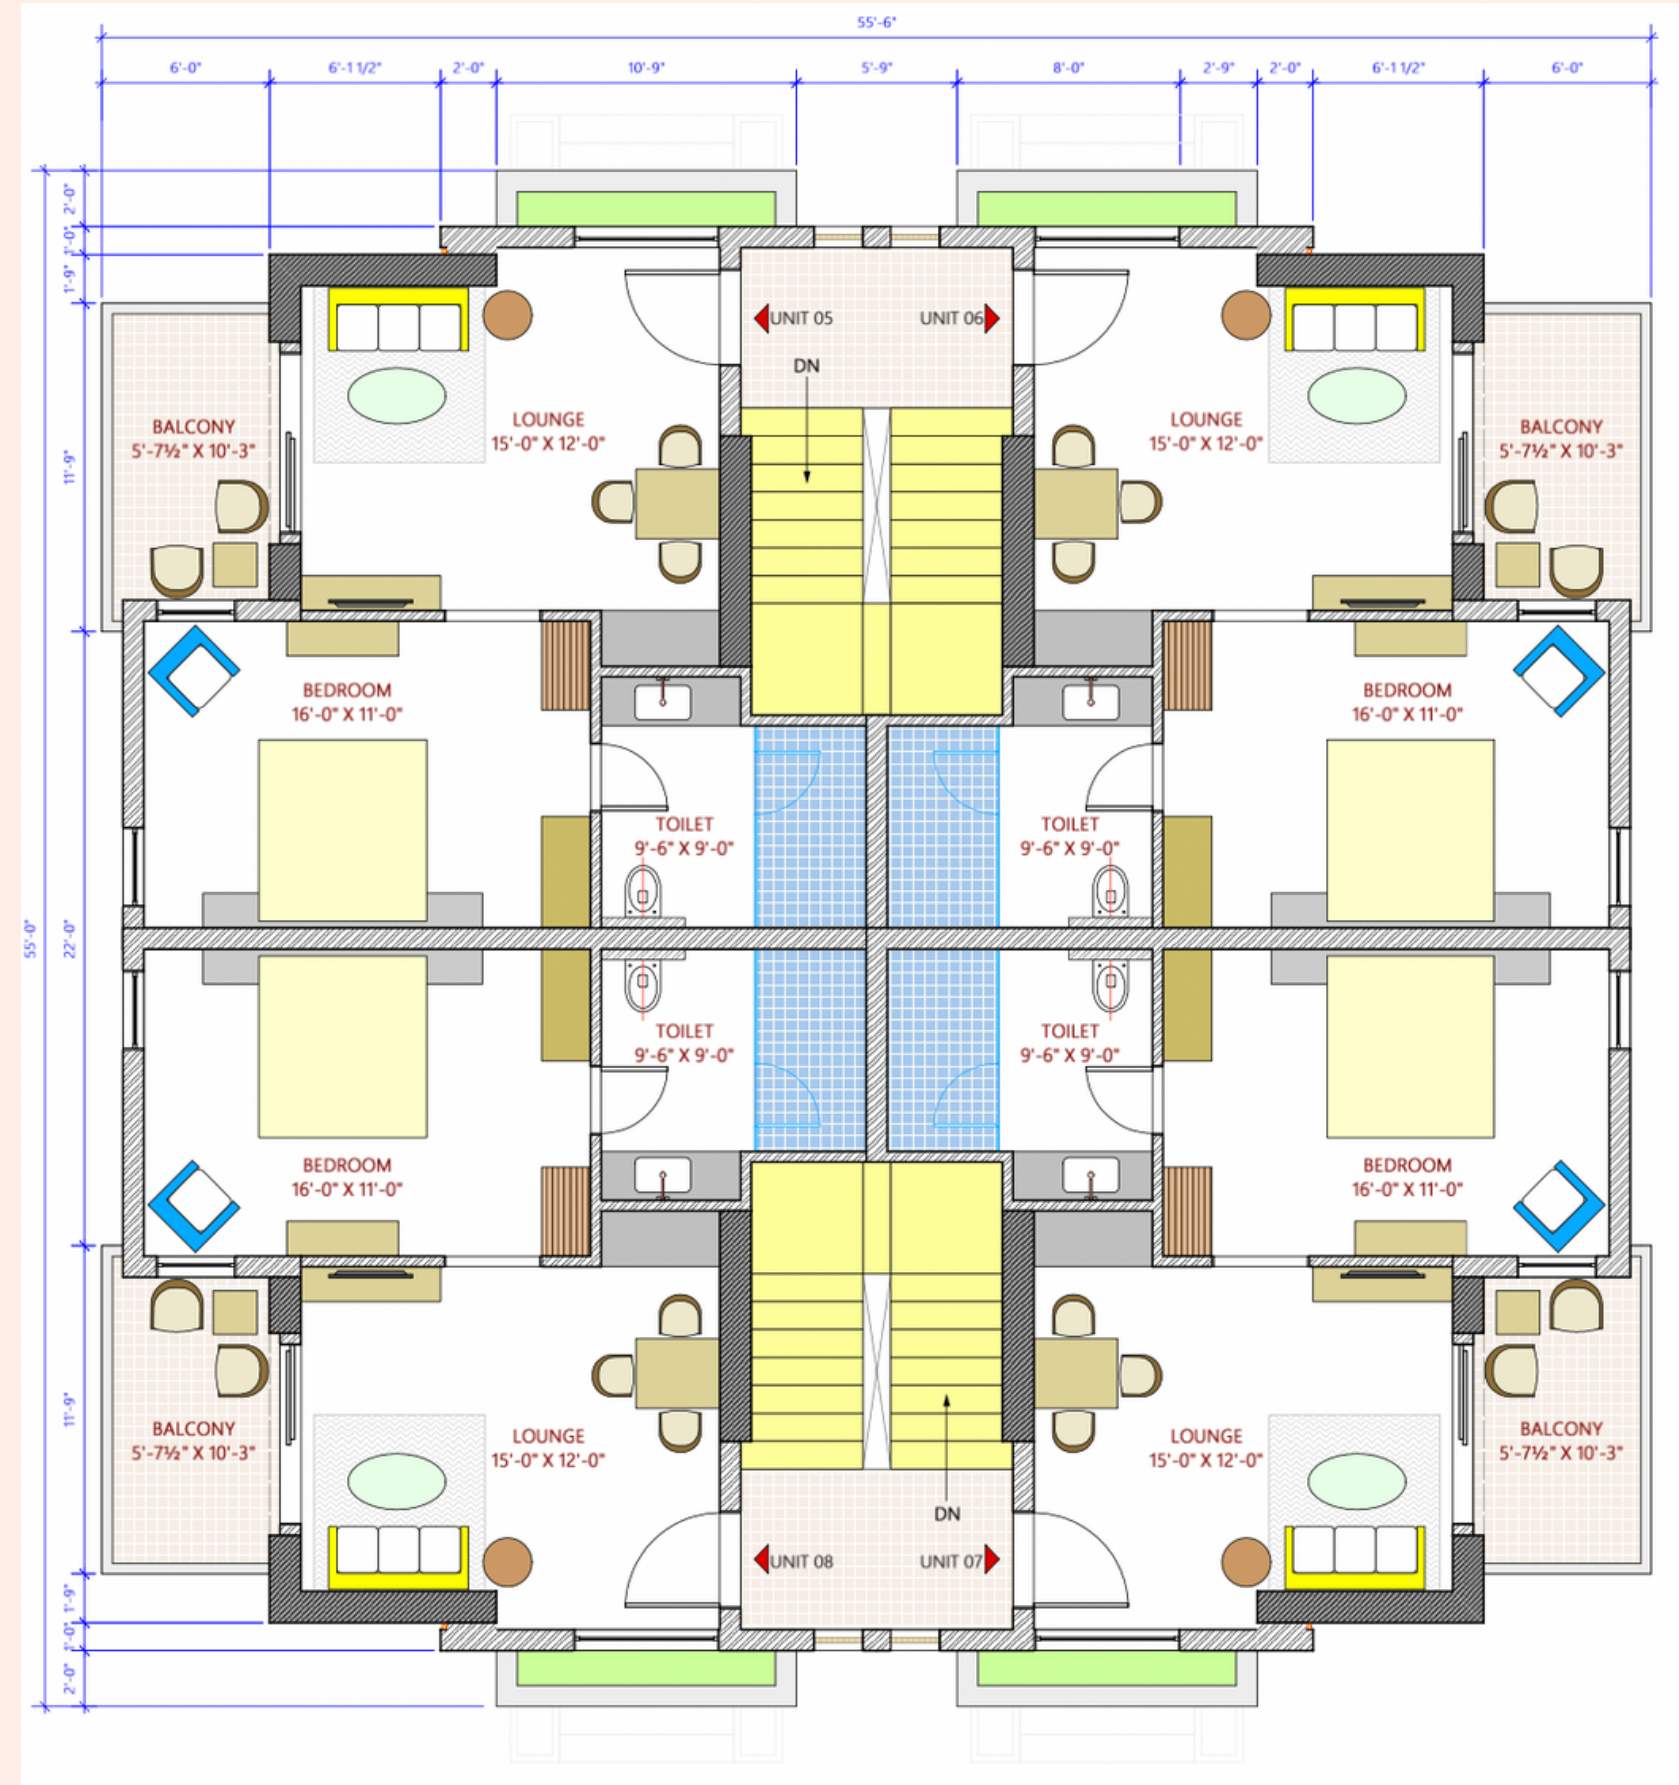 55'-6"
6'-0"
6'-1 1/2"
2'-0"
10'-9"
5'-9"
8'-0"
2'-9"
2'-0"
6'-1 1/2"
6'-0"
55'-0"
2'-0"
1'-0"
1'-9"
11'-9"
22'-0"
11'-9"
1'-9"
1'-0"
2'-0"
UNIT 05
UNIT 06
DN
BALCONY
5'-7½" X 10'-3"
LOUNGE
15'-0" X 12'-0"
LOUNGE
15'-0" X 12'-0"
BALCONY
5'-7½" X 10'-3"
BEDROOM
16'-0" X 11'-0"
BEDROOM
16'-0" X 11'-0"
TOILET
9'-6" X 9'-0"
TOILET
9'-6" X 9'-0"
TOILET
9'-6" X 9'-0"
TOILET
9'-6" X 9'-0"
BEDROOM
16'-0" X 11'-0"
BEDROOM
16'-0" X 11'-0"
BALCONY
5'-7½" X 10'-3"
LOUNGE
15'-0" X 12'-0"
LOUNGE
15'-0" X 12'-0"
BALCONY
5'-7½" X 10'-3"
DN
UNIT 08
UNIT 07